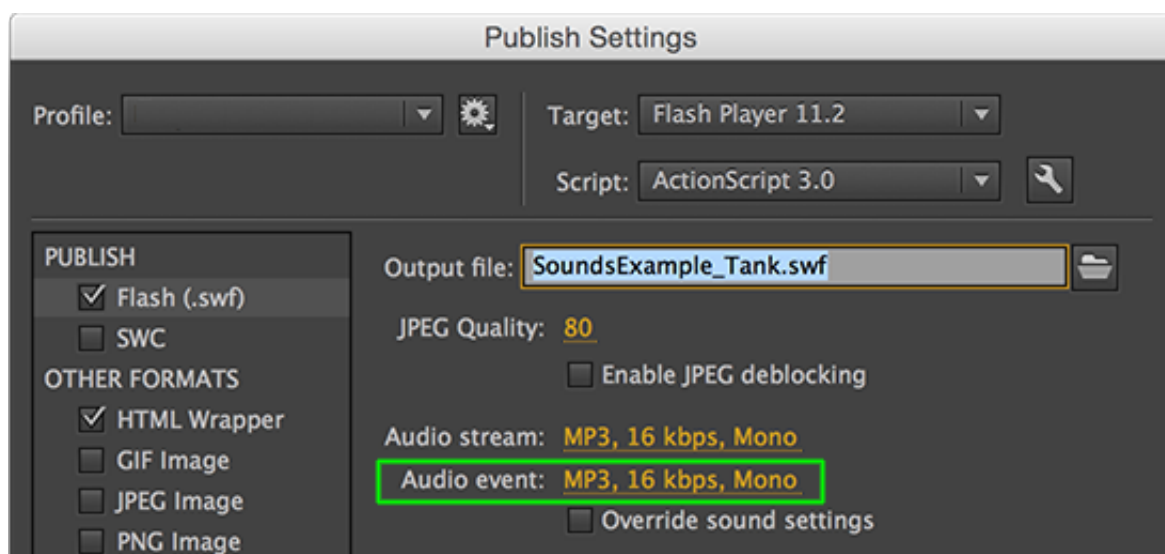 Publish Settings
Profile:
Target: Flash Player 11.2
Script: ActionScript 3.0
PUBLISH
Flash (.swf)
SWC
OTHER FORMATS
HTML Wrapper
GIF Image
JPEG Image
PNG Image
Output file: SoundsExample_Tank.swf
JPEG Quality: 80
Enable JPEG deblocking
Audio stream: MP3, 16 kbps, Mono
Audio event: MP3, 16 kbps, Mono
Override sound settings